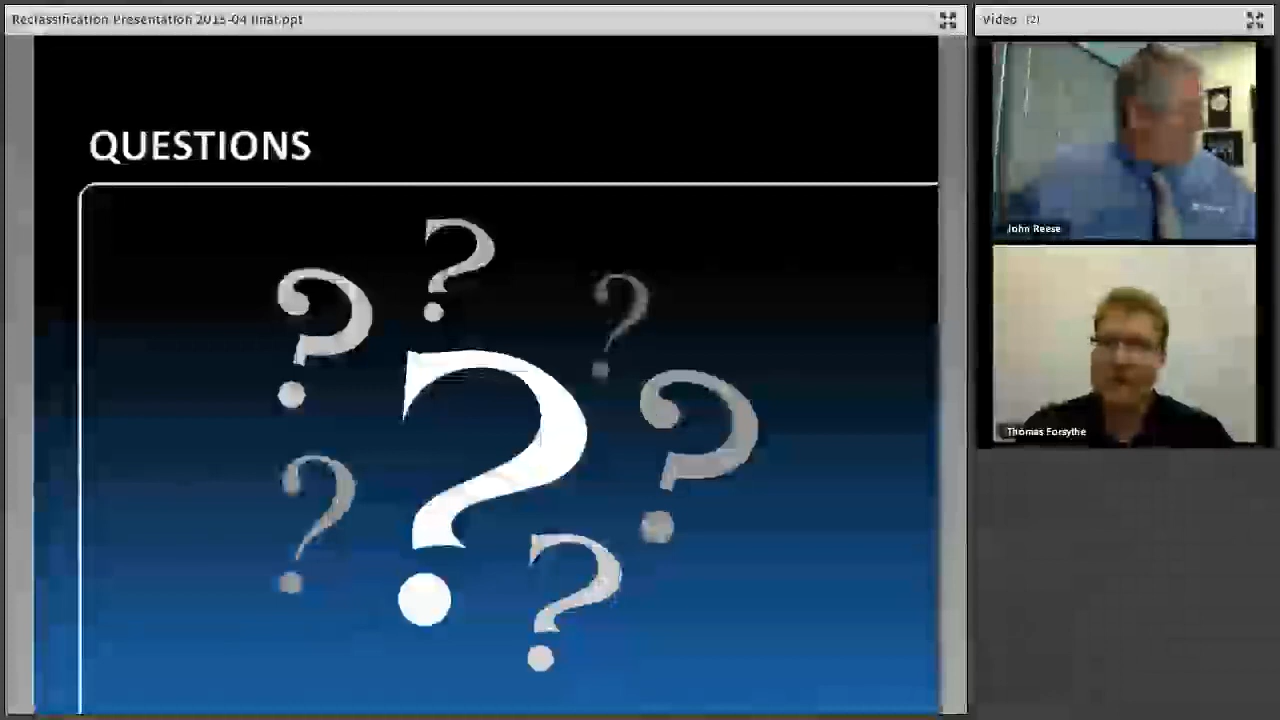 Reclassification Presentation 2015-04 final.ppt
Video (2)
QUESTIONS
John Reese
Thomas Forsythe